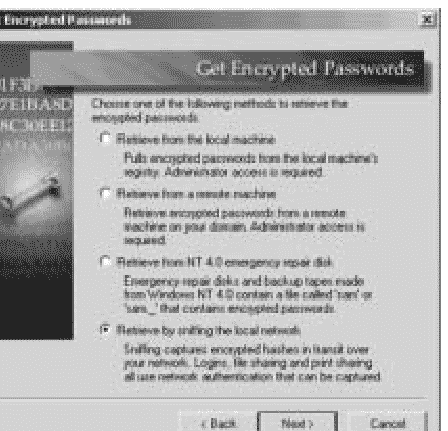 Encrypted Passwords
Get Encrypted Passwords
Choose one of the following methods to retrieve the
encrypted passwords.
Retrieve from the local machine
Pulls encrypted passwords from the local machine's
registry. Administrator access is required.
Retrieve from a remote machine
Retrieve encrypted passwords from a remote
machine on your domain. Administrator access is
required.
Retrieve from NT 4.0 emergency repair disk
Emergency repair disks and backup tapes made
from Windows NT 4.0 contain a file called 'sam' or
'sam._' that contains encrypted passwords.
Retrieve by sniffing the local network
Sniffing captures encrypted hashes in transit over
your network. Logins, file sharing and print sharing
all use network authentication that can be captured.
< Back
Next >
Cancel